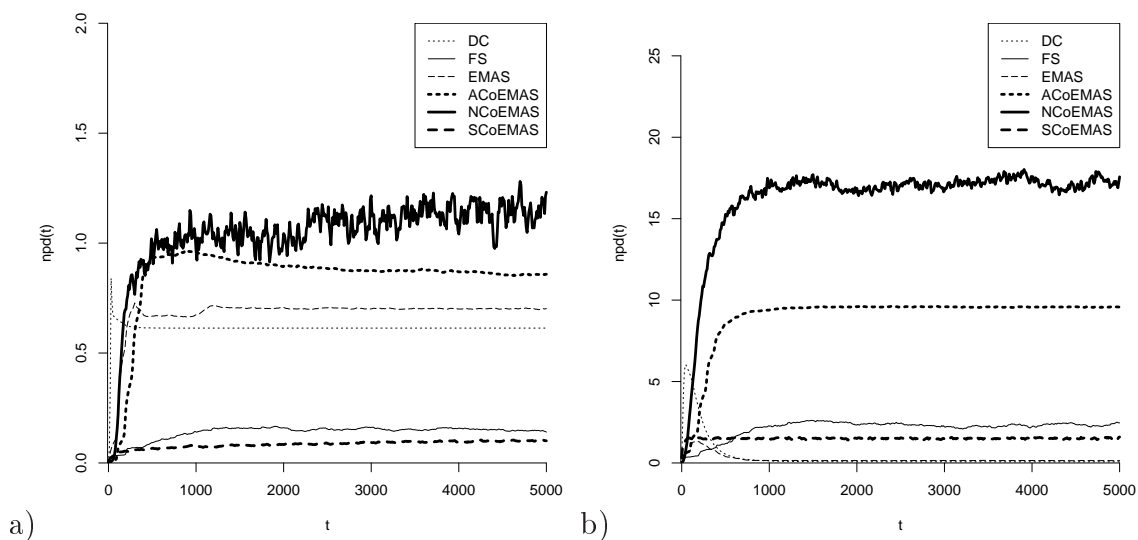 2.0
1.5
1.0
0.5
0.0
npd(t)
DC
FS
EMAS
ACoEMAS
NCoEMAS
SCoEMAS
0 1000 2000 3000 4000 5000
t
a)
25
20
15
10
5
0
npd(t)
DC
FS
EMAS
ACoEMAS
NCoEMAS
SCoEMAS
0 1000 2000 3000 4000 5000
t
b)